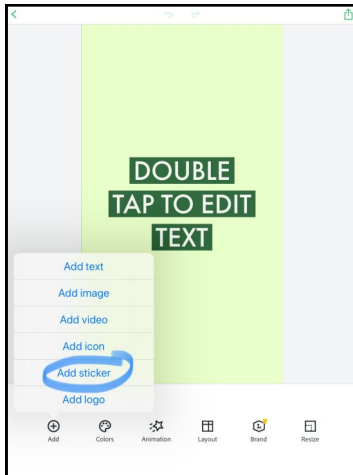 DOUBLE
TAP TO EDIT
TEXT
Add text
Add image
Add video
Add icon
Add sticker
Add logo
Add
Colors
Animation
Layout
Brand
Resize